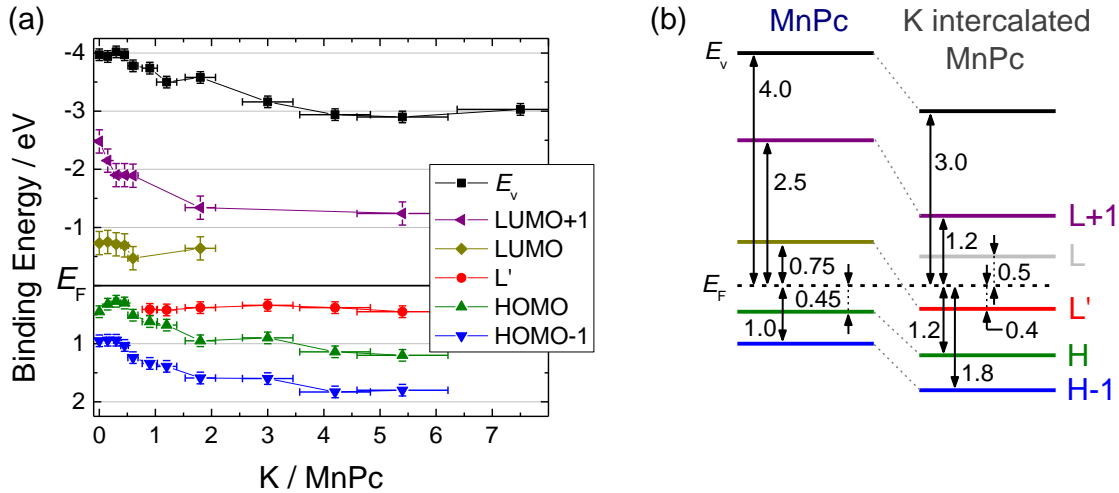 (a)
Binding Energy / eV
-4
-3
-2
-1
E_F
1
2
0
1
2
3
4
5
6
7
K / MnPc
E_v
LUMO+1
LUMO
L'
HOMO
HOMO-1
(b)
MnPc
K intercalated
MnPc
E_v
4.0
2.5
3.0
L+1
1.2
L
0.75
0.5
E_F
0.45
L'
1.0
1.2
0.4
H
1.8
H-1